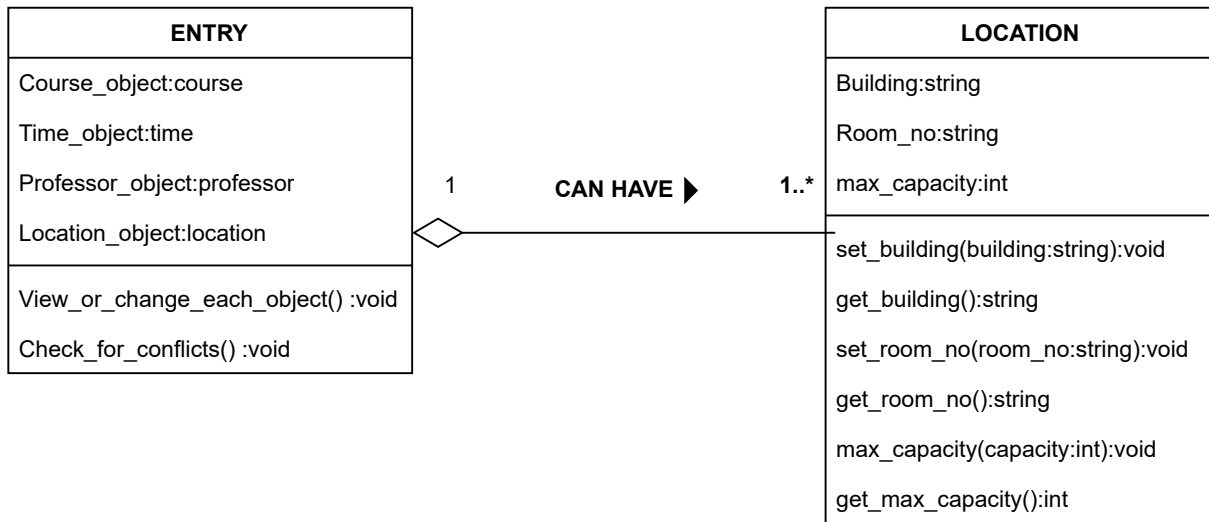 ENTRY
Course_object:course
Time_object:time
Professor_object:professor
Location_object:location
View_or_change_each_object() :void
Check_for_conflicts() :void
1
CAN HAVE
1..*
LOCATION
Building:string
Room_no:string
max_capacity:int
set_building(building:string):void
get_building():string
set_room_no(room_no:string):void
get_room_no():string
max_capacity(capacity:int):void
get_max_capacity():int